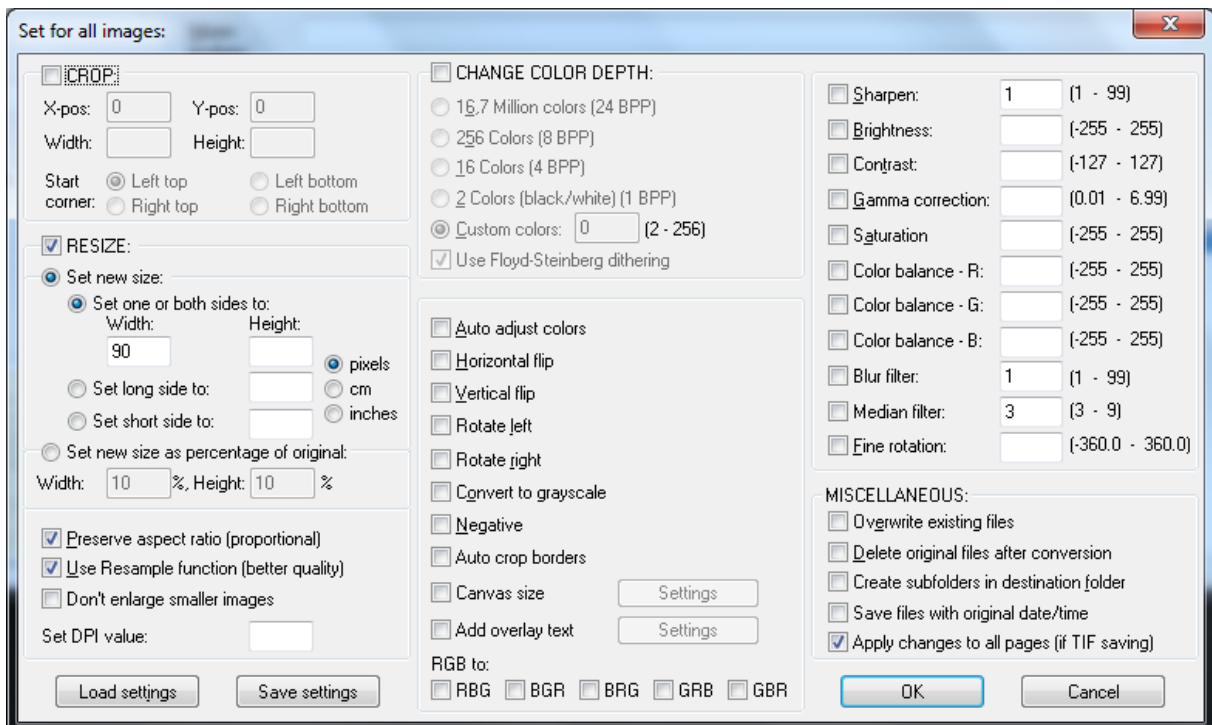 Set for all images:
CROP:
X-pos: 0 Y-pos: 0
Width: Height:
Start corner:
Left top
Left bottom
Right top
Right bottom
RESIZE:
Set new size:
Set one or both sides to:
Width: Height:
90
pixels
Set long side to:
cm
Set short side to:
inches
Set new size as percentage of original:
Width: 10 %, Height: 10 %
Preserve aspect ratio (proportional)
Use Resample function (better quality)
Don't enlarge smaller images
Set DPI value:
Load settings
Save settings
CHANGE COLOR DEPTH:
16,7 Million colors (24 BPP)
256 Colors (8 BPP)
16 Colors (4 BPP)
2 Colors (black/white) (1 BPP)
Custom colors: 0 (2 - 256)
Use Floyd-Steinberg dithering
Auto adjust colors
Horizontal flip
Vertical flip
Rotate left
Rotate right
Convert to grayscale
Negative
Auto crop borders
Canvas size Settings
Add overlay text Settings
RGB to:
RBG BGR BRG GRB GBR
Sharpen: 1 (1 - 99)
Brightness: (-255 - 255)
Contrast: (-127 - 127)
Gamma correction: (0.01 - 6.99)
Saturation (-255 - 255)
Color balance - R: (-255 - 255)
Color balance - G: (-255 - 255)
Color balance - B: (-255 - 255)
Blur filter: 1 (1 - 99)
Median filter: 3 (3 - 9)
Fine rotation: (-360.0 - 360.0)
MISCELLANEOUS:
Overwrite existing files
Delete original files after conversion
Create subfolders in destination folder
Save files with original date/time
Apply changes to all pages (if TIF saving)
OK
Cancel